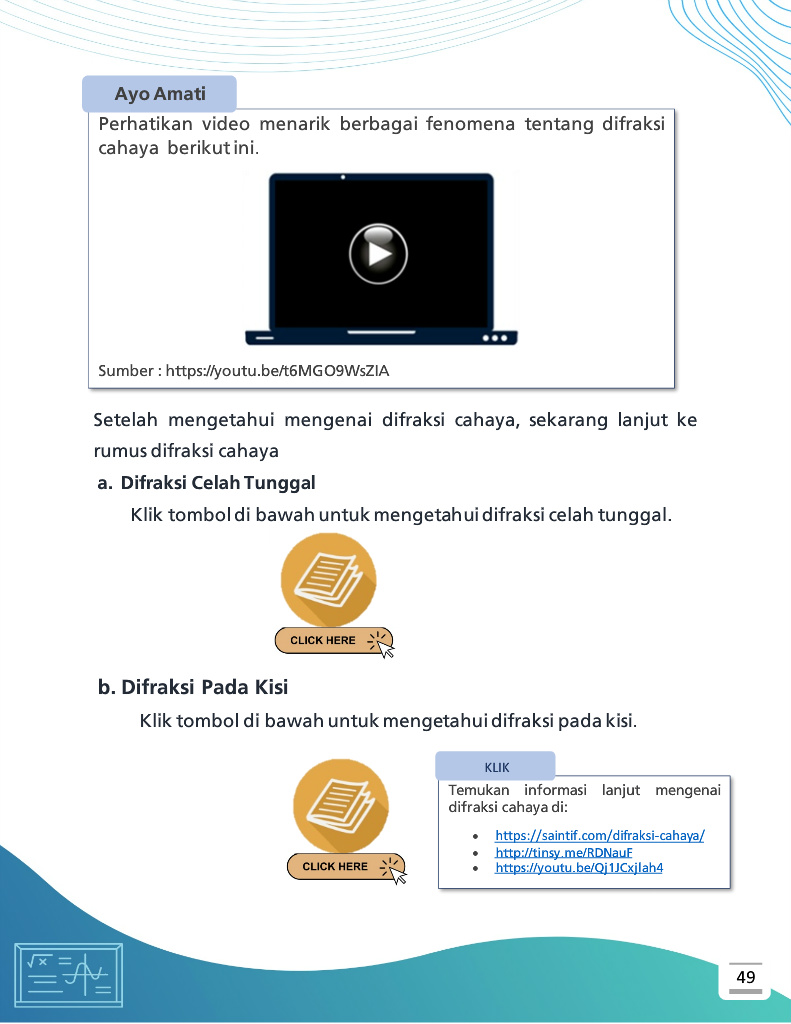 Ayo Amati
Perhatikan video menarik berbagai fenomena tentang difraksi
cahaya berikut ini.
Sumber : https://youtu.be/t6MGO9WsZIA
Setelah mengetahui mengenai difraksi cahaya, sekarang lanjut ke
rumus difraksi cahaya
a. Difraksi Celah Tunggal
Klik tombol di bawah untuk mengetahui difraksi celah tunggal.
CLICK HERE
b. Difraksi Pada Kisi
Klik tombol di bawah untuk mengetahui difraksi pada kisi.
CLICK HERE
KLIK
Temukan informasi lanjut mengenai
difraksi cahaya di:
• https://saintif.com/difraksi-cahaya/
• http://tinsy.me/RDNauF
• https://youtu.be/Qj1JCxjlah4
√x
49